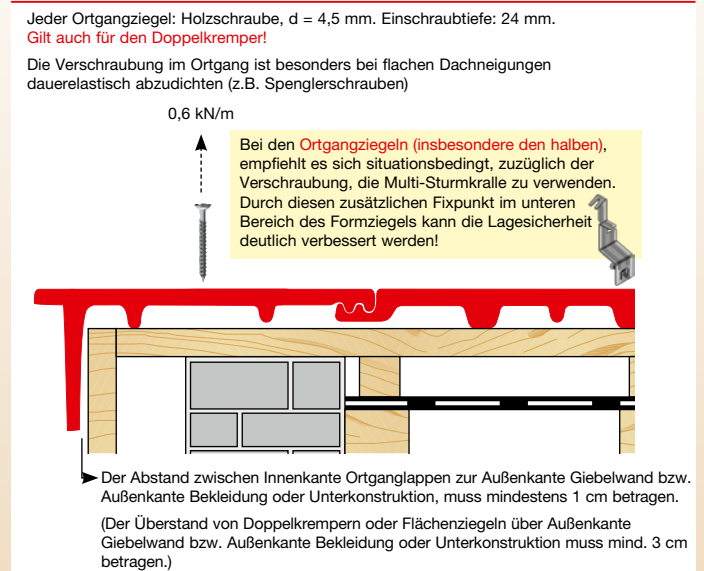 Jeder Ortgangziegel: Holzschraube, d = 4,5 mm. Einschraubtiefe: 24 mm.
Gilt auch für den Doppelkremper!
Die Verschraubung im Ortgang ist besonders bei flachen Dachneigungen
dauerelastisch abzudichten (z.B. Spenglerschrauben)
0,6 kN/m
Bei den Ortgangziegeln (insbesondere den halben),
empfiehlt es sich situationsbedingt, zuzüglich der
Verschraubung, die Multi-Sturmkralle zu verwenden.
Durch diesen zusätzlichen Fixpunkt im unteren
Bereich des Formziegels kann die Lagesicherheit
deutlich verbessert werden!
Der Abstand zwischen Innenkante Ortganglappen zur Außenkante Giebelwand bzw.
Außenkante Bekleidung oder Unterkonstruktion, muss mindestens 1 cm betragen.
(Der Überstand von Doppelkrempern oder Flächenziegeln über Außenkante
Giebelwand bzw. Außenkante Bekleidung oder Unterkonstruktion muss mind. 3 cm
betragen.)